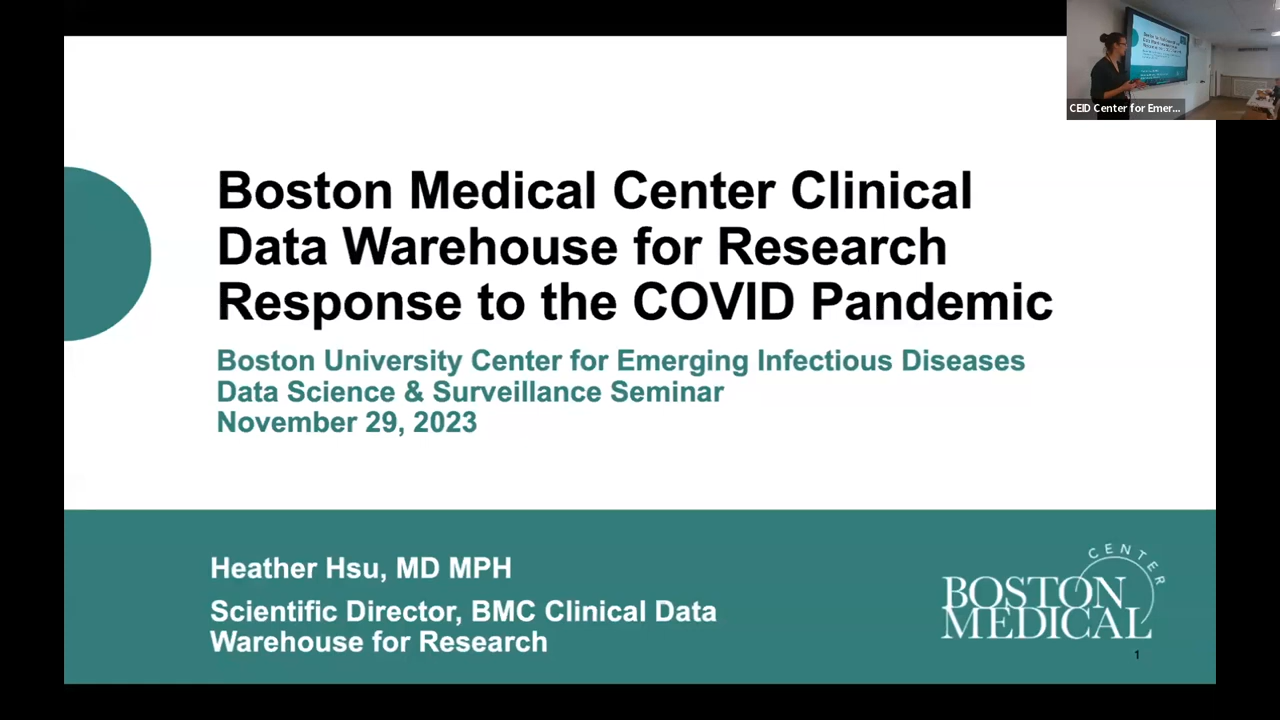 Boston Medical Center Clinical
Data Warehouse for Research
Response to the COVID Pandemic
Boston University Center for Emerging Infectious Diseases
Data Science & Surveillance Seminar
November 29, 2023
Heather Hsu, MD MPH
Scientific Director, BMC Clinical Data
Warehouse for Research
BOSTON
MEDICAL
CENTER
1
CEID Center for Emer...